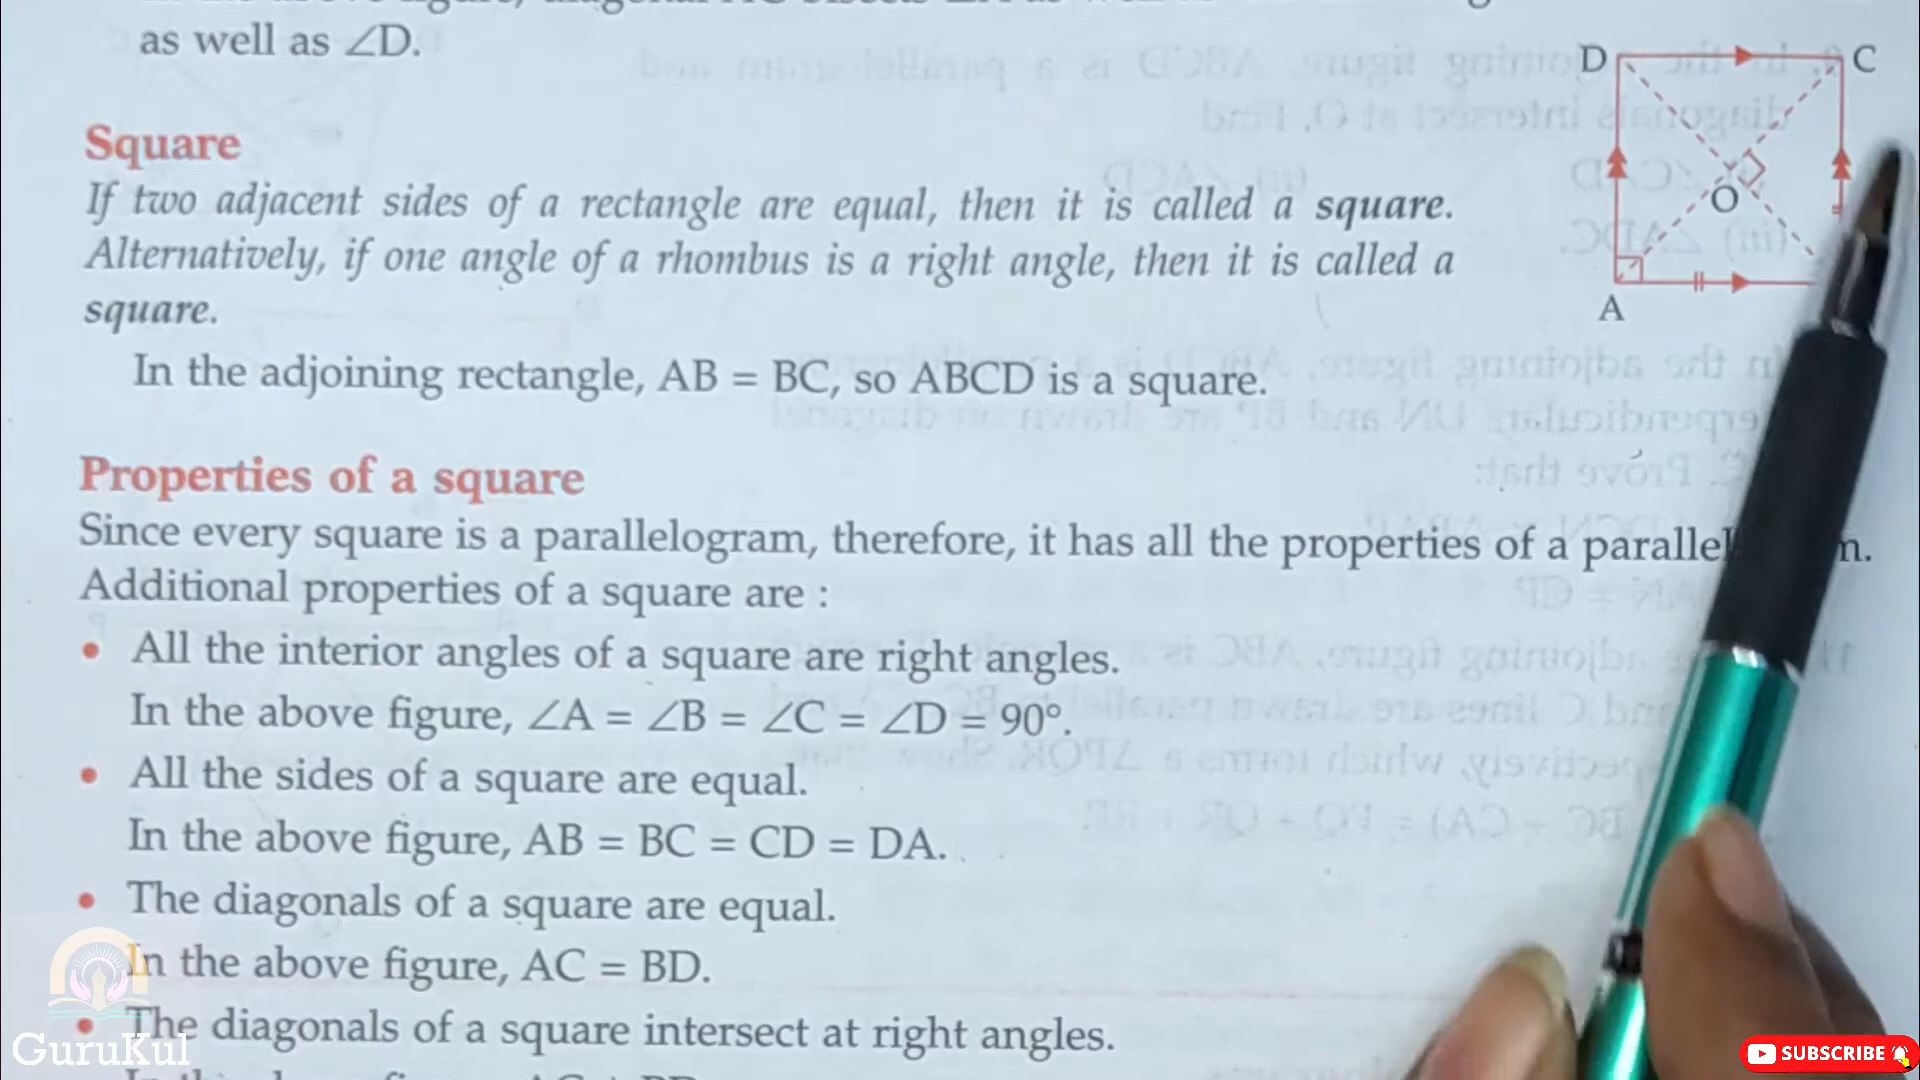 as well as ∠D.
D C
Square
If two adjacent sides of a rectangle are equal, then it is called a square.
Alternatively, if one angle of a rhombus is a right angle, then it is called a
square.
O
A
In the adjoining rectangle, AB = BC, so ABCD is a square.
Properties of a square
Since every square is a parallelogram, therefore, it has all the properties of a
Additional properties of a square are :
• All the interior angles of a square are right angles.
In the above figure, ∠A = ∠B = ∠C = ∠D = 90°.
• All the sides of a square are equal.
In the above figure, AB = BC = CD = DA.
• The diagonals of a square are equal.
In the above figure, AC = BD.
• The diagonals of a square intersect at right angles.
GuruKul
SUBSCRIBE